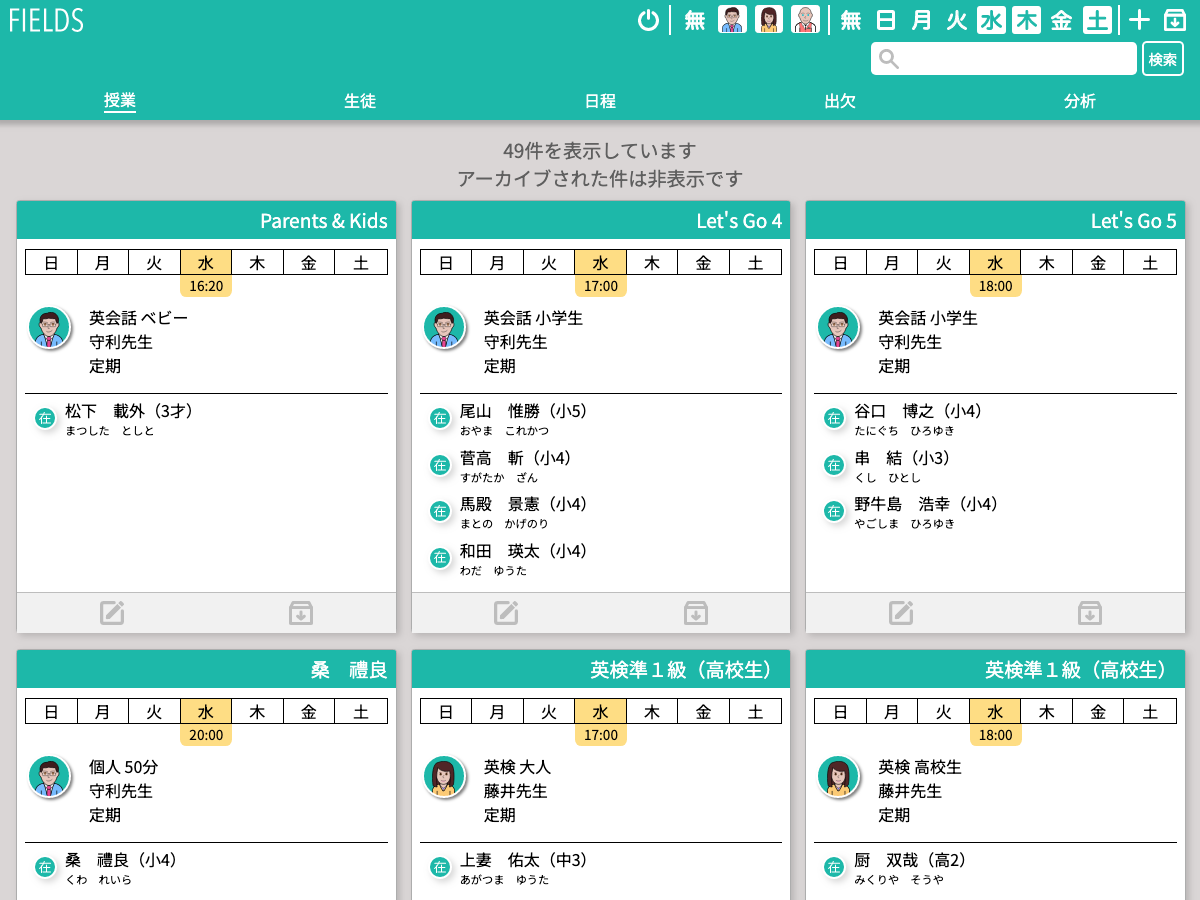 FIELDS
無 無 日 月 火 水 木 金 土
検索
授業 生徒 日程 出欠 分析
49件を表示しています
アーカイブされた件は非表示です
Parents & Kids
日 月 火 水 木 金 土
16:20
英会話 ベビー
守利先生
定期
在 松下　載外（3才）
まつした　としと
Let's Go 4
日 月 火 水 木 金 土
17:00
英会話 小学生
守利先生
定期
在 尾山　惟勝（小5）
おやま　これかつ
在 菅高　斬（小4）
すがたか　ざん
在 馬殿　景憲（小4）
まとの　かげのり
在 和田　瑛太（小4）
わだ　ゆうた
Let's Go 5
日 月 火 水 木 金 土
18:00
英会話 小学生
守利先生
定期
在 谷口　博之（小4）
たにぐち　ひろゆき
在 串　結（小3）
くし　ひとし
在 野牛島　浩幸（小4）
やごしま　ひろゆき
桑　禮良
日 月 火 水 木 金 土
20:00
個人 50分
守利先生
定期
在 桑　禮良（小4）
くわ　れいら
英検準１級（高校生）
日 月 火 水 木 金 土
17:00
英検 大人
藤井先生
定期
在 上妻　佑太（中3）
あがつま　ゆうた
英検準１級（高校生）
日 月 火 水 木 金 土
18:00
英検 高校生
藤井先生
定期
在 厨　双哉（高2）
みくりや　そうや